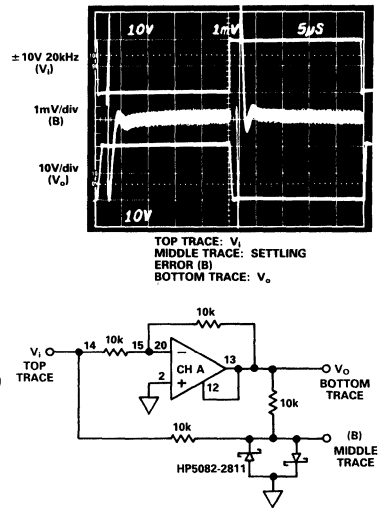 10V 1mV 5µS
±10V 20kHz
(Vi)
1mV/div
(B)
10V/div
(Vo)
10V
TOP TRACE: Vi
MIDDLE TRACE: SETTLING
ERROR (B)
BOTTOM TRACE: Vo
10k
Vi 14 10k 15 20 –
TOP
TRACE
CH A 13 VO
2 + 12 BOTTOM
TRACE
10k
10k (B)
MIDDLE
TRACE
HP5082-2811